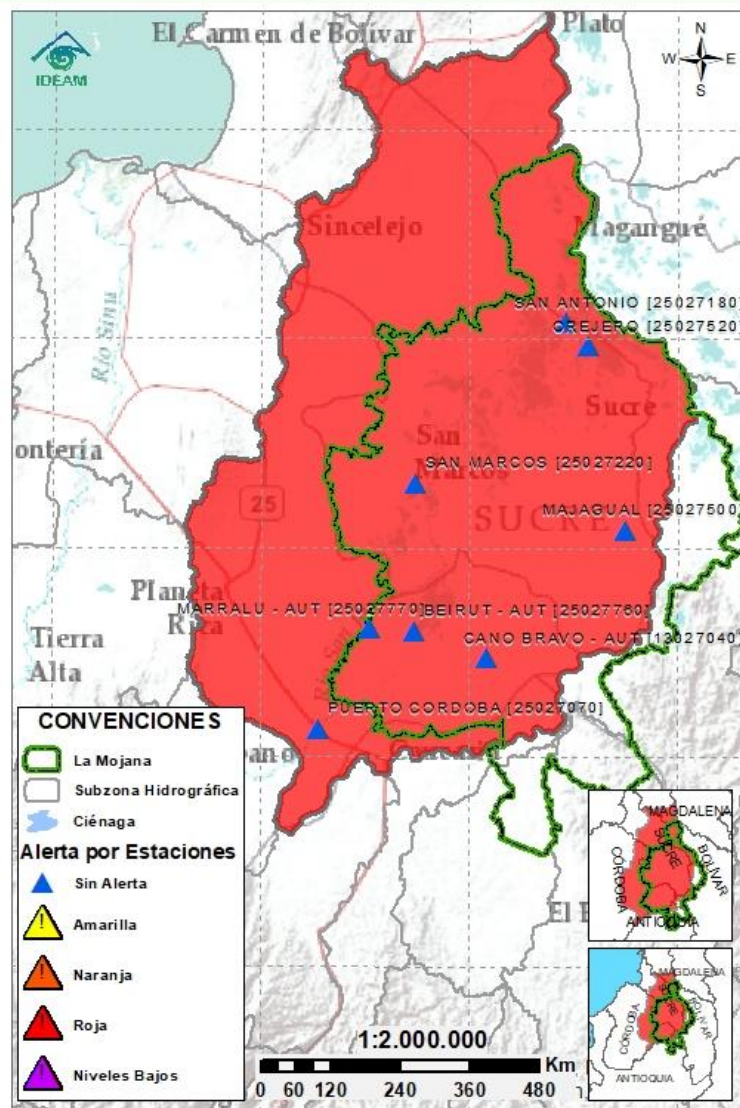 El Carmen de Bolívar
Plato
N
W E
S
IDEAM
Sincelejo
Magangué
Río Sinú
SAN ANTONIO [25027180]
OREJERO [25027520]
Sucre
ontería
San
Marcos
SAN MARCOS [25027220]
25
MAJAGUAL [25027500]
SUCRE
Planeta
Rica
MARRALU - AUT [25027770]
BEIRUT - AUT [25027760]
Tierra
Alta
CANO BRAVO - AUT [13027040]
PUERTO CORDOBA [25027070]
CONVENCIONES
La Mojana
Subzona Hidrográfica
Ciénaga
Alerta por Estaciones
Sin Alerta
Amarilla
Naranja
Roja
Niveles Bajos
El B
MAGDALENA
SUCRE
BOLÍVAR
CÓRDOBA
ANTIOQUIA
MAGDALENA
BOLÍVAR
CÓRDOBA
ANTIOQUIA
1:2.000.000
Km
0 60 120 240 360 480